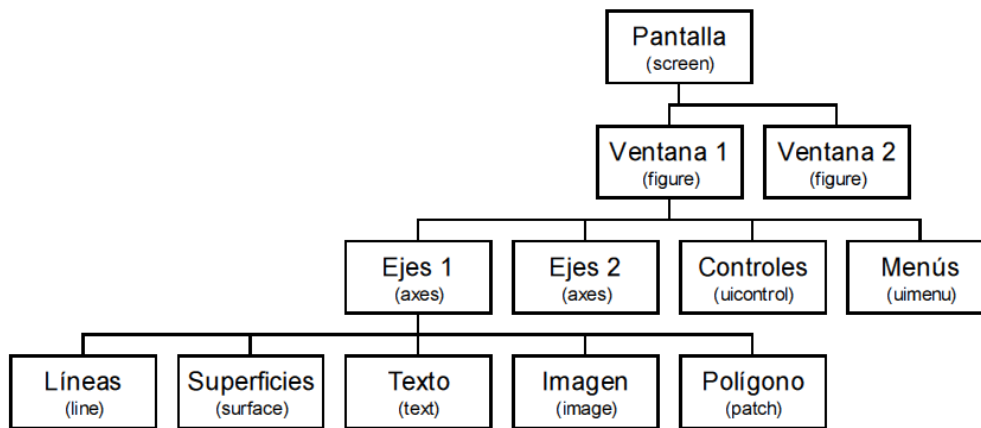 Pantalla
(screen)
Ventana 1
(figure)
Ventana 2
(figure)
Ejes 1
(axes)
Ejes 2
(axes)
Controles
(uicontrol)
Menús
(uimenu)
Líneas
(line)
Superficies
(surface)
Texto
(text)
Imagen
(image)
Polígono
(patch)